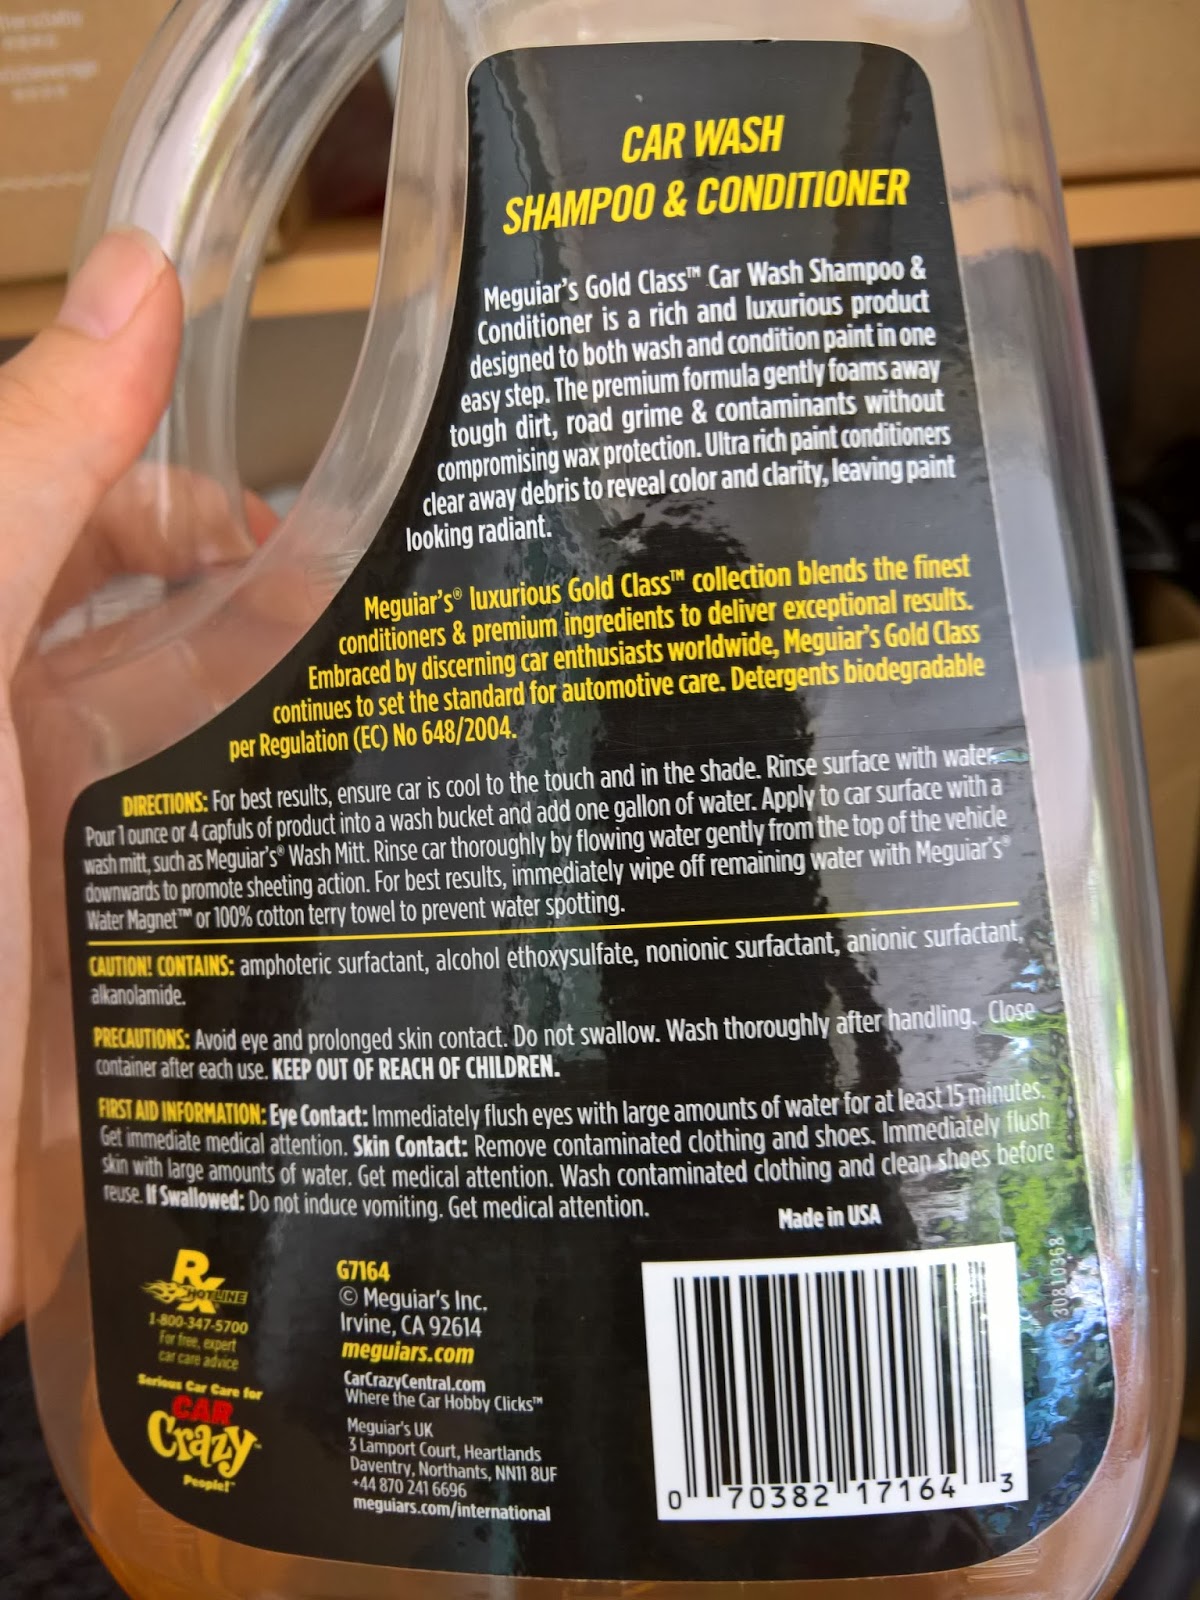 CAR WASH
SHAMPOO & CONDITIONER
Meguiar's Gold Class™ Car Wash Shampoo &
Conditioner is a rich and luxurious product
designed to both wash and condition paint in one
easy step. The premium formula gently foams away
tough dirt, road grime & contaminants without
compromising wax protection. Ultra rich paint conditioners
clear away debris to reveal color and clarity, leaving paint
looking radiant.
Meguiar's® luxurious Gold Class™ collection blends the finest
conditioners & premium ingredients to deliver exceptional results.
Embraced by discerning car enthusiasts worldwide, Meguiar's Gold Class
continues to set the standard for automotive care. Detergents biodegradable
per Regulation (EC) No 648/2004.
DIRECTIONS: For best results, ensure car is cool to the touch and in the shade. Rinse surface with water.
Pour 1 ounce or 4 capfuls of product into a wash bucket and add one gallon of water. Apply to car surface with a
wash mitt, such as Meguiar's® Wash Mitt. Rinse car thoroughly by flowing water gently from the top of the vehicle
downwards to promote sheeting action. For best results, immediately wipe off remaining water with Meguiar's®
Water Magnet™ or 100% cotton terry towel to prevent water spotting.
CAUTION! CONTAINS: amphoteric surfactant, alcohol ethoxysulfate, nonionic surfactant, anionic surfactant,
alkanolamide.
PRECAUTIONS: Avoid eye and prolonged skin contact. Do not swallow. Wash thoroughly after handling. Close
container after each use. KEEP OUT OF REACH OF CHILDREN.
FIRST AID INFORMATION: Eye Contact: Immediately flush eyes with large amounts of water for at least 15 minutes.
Get immediate medical attention. Skin Contact: Remove contaminated clothing and shoes. Immediately flush
skin with large amounts of water. Get medical attention. Wash contaminated clothing and clean shoes before
reuse. If Swallowed: Do not induce vomiting. Get medical attention.
Made in USA
Rx HOTLINE
1-800-347-5700
For free, expert
car care advice
Serious Car Care for
CAR
Crazy™
People!™
G7164
© Meguiar's Inc.
Irvine, CA 92614
meguiars.com
CarCrazyCentral.com
Where the Car Hobby Clicks™
Meguiar's UK
3 Lamport Court, Heartlands
Daventry, Northants, NN11 8UF
+44 870 241 6696
meguiars.com/international
30810368
0 70382 17164 3